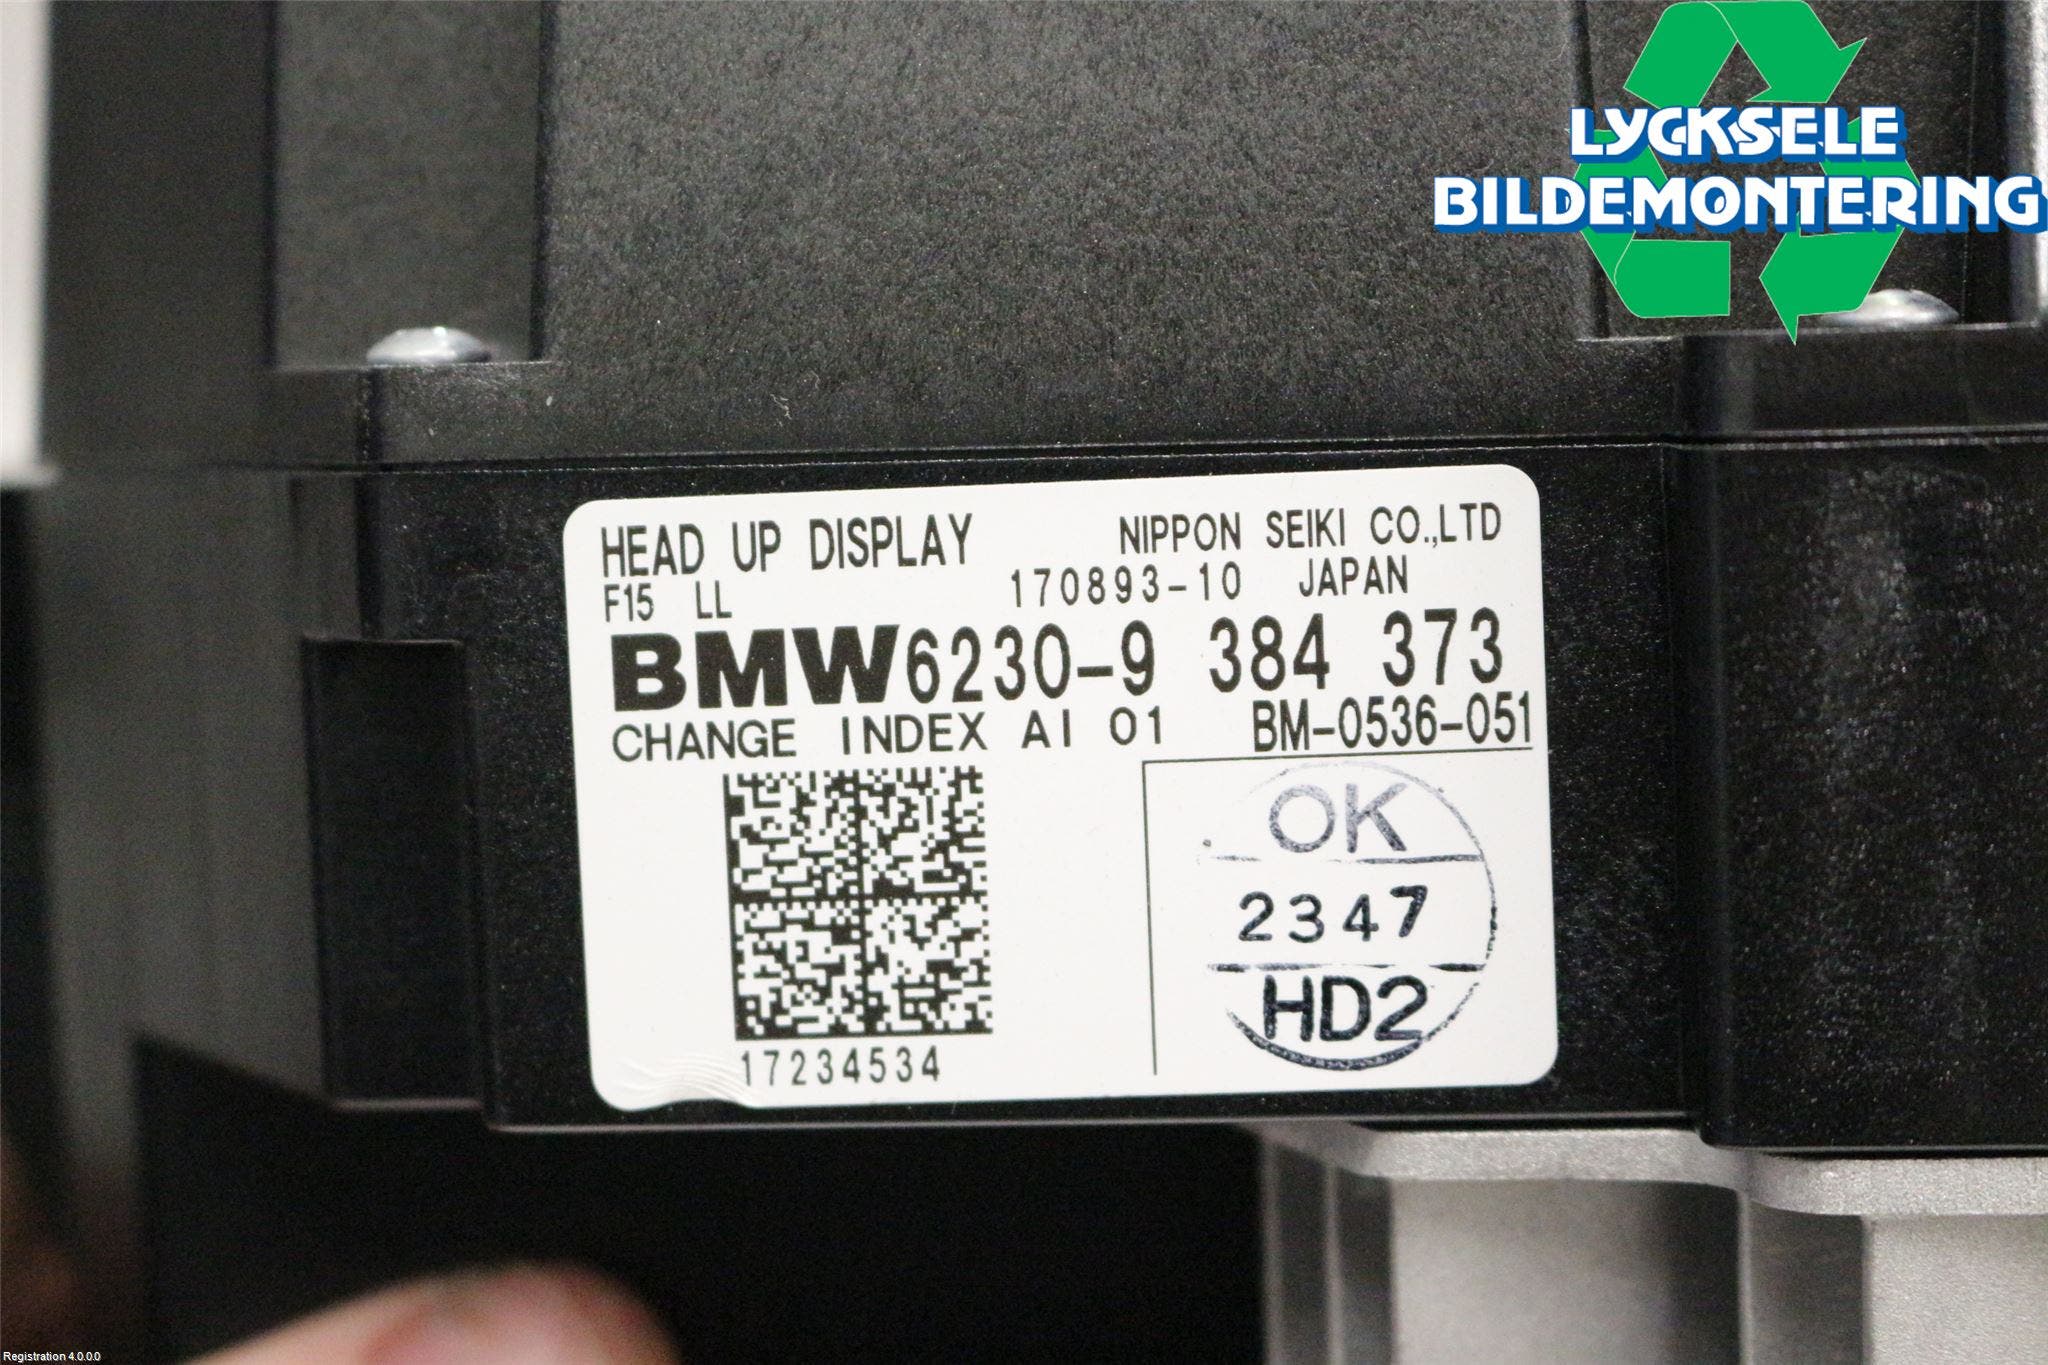 LYCKSELE
BILDEMONTERING
HEAD UP DISPLAY NIPPON SEIKI CO.,LTD
F15 LL 170893-10 JAPAN
BMW6230-9 384 373
CHANGE INDEX AI 01 BM-0536-051
OK
2347
HD2
17234534
Registration 4.0.0.0